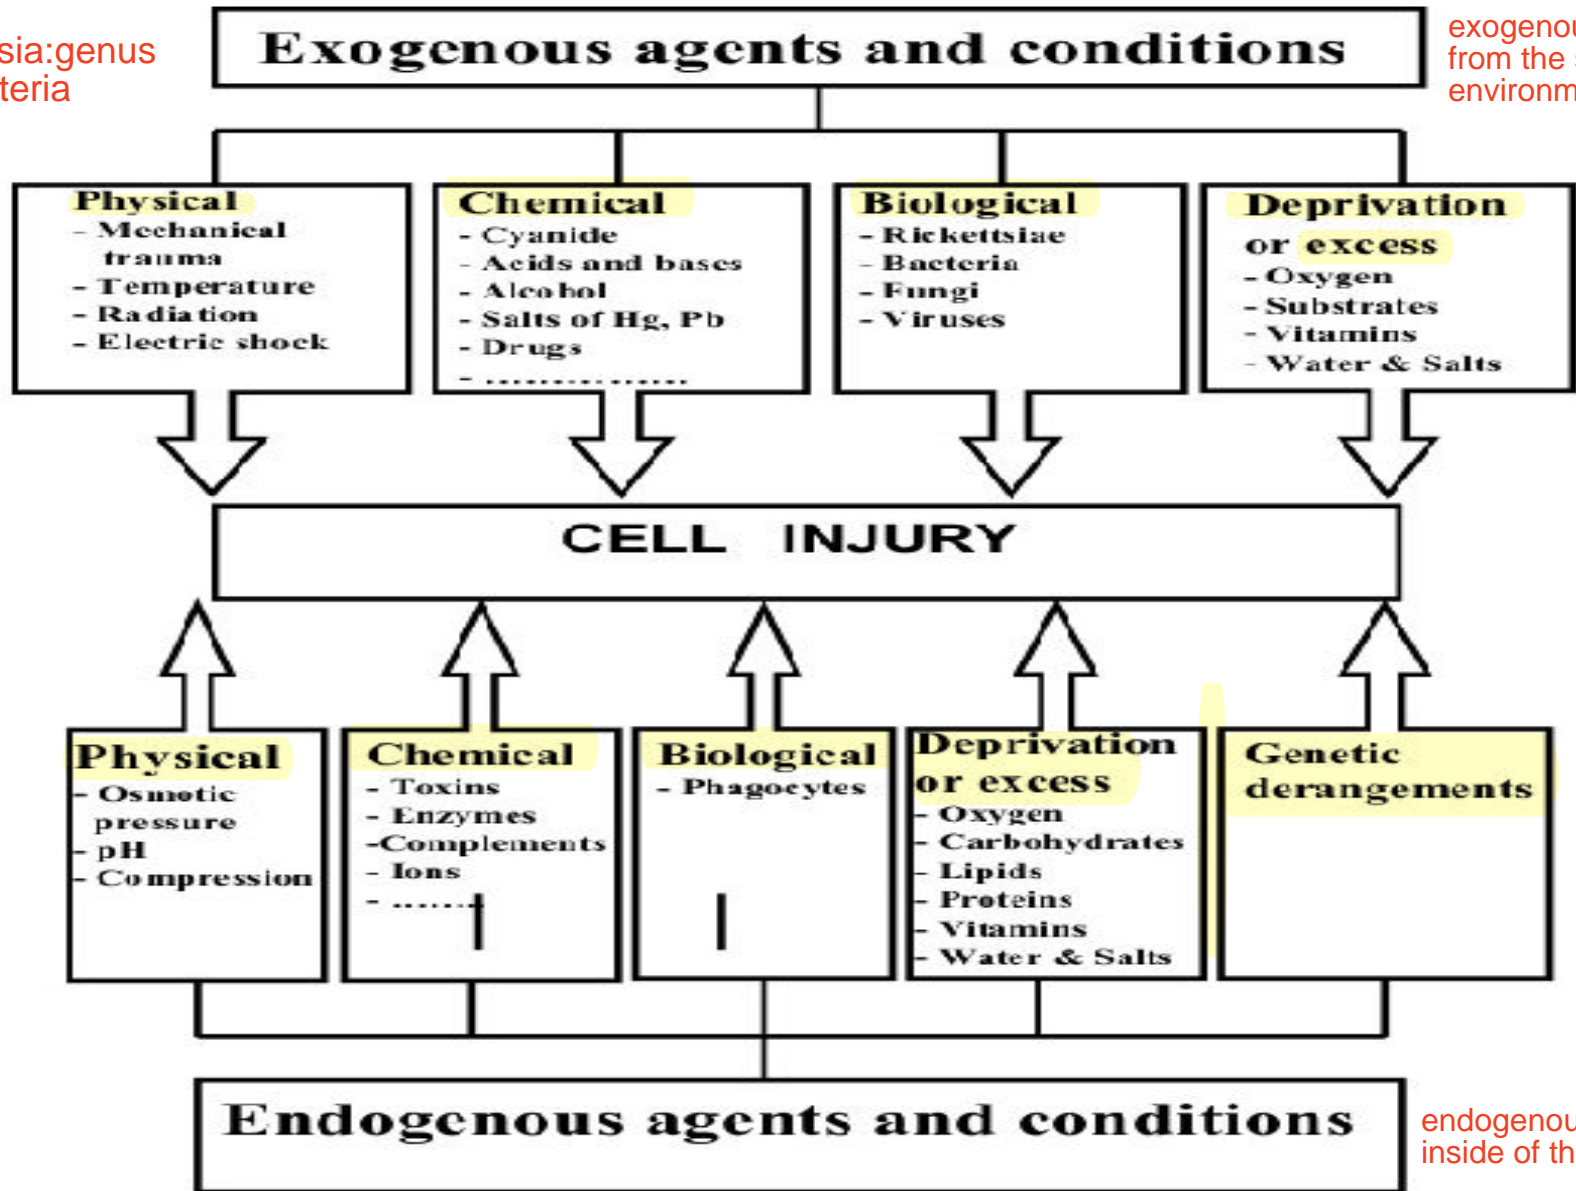 sia:genus
teria
Exogenous agents and conditions
exogenou
from the s
environm
Physical
- Mechanical
trauma
- Temperature
- Radiation
- Electric shock
Chemical
- Cyanide
- Acids and bases
- Alcohol
- Salts of Hg, Pb
- Drugs
- ................
Biological
- Rickettsiae
- Bacteria
- Fungi
- Viruses
Deprivation
or excess
- Oxygen
- Substrates
- Vitamins
- Water & Salts
CELL INJURY
Physical
- Osmotic
pressure
- pH
- Compression
Chemical
- Toxins
- Enzymes
-Complements
- Ions
- ........
Biological
- Phagocytes
Deprivation
or excess
- Oxygen
- Carbohydrates
- Lipids
- Proteins
- Vitamins
- Water & Salts
Genetic
derangements
Endogenous agents and conditions
endogenou
inside of th